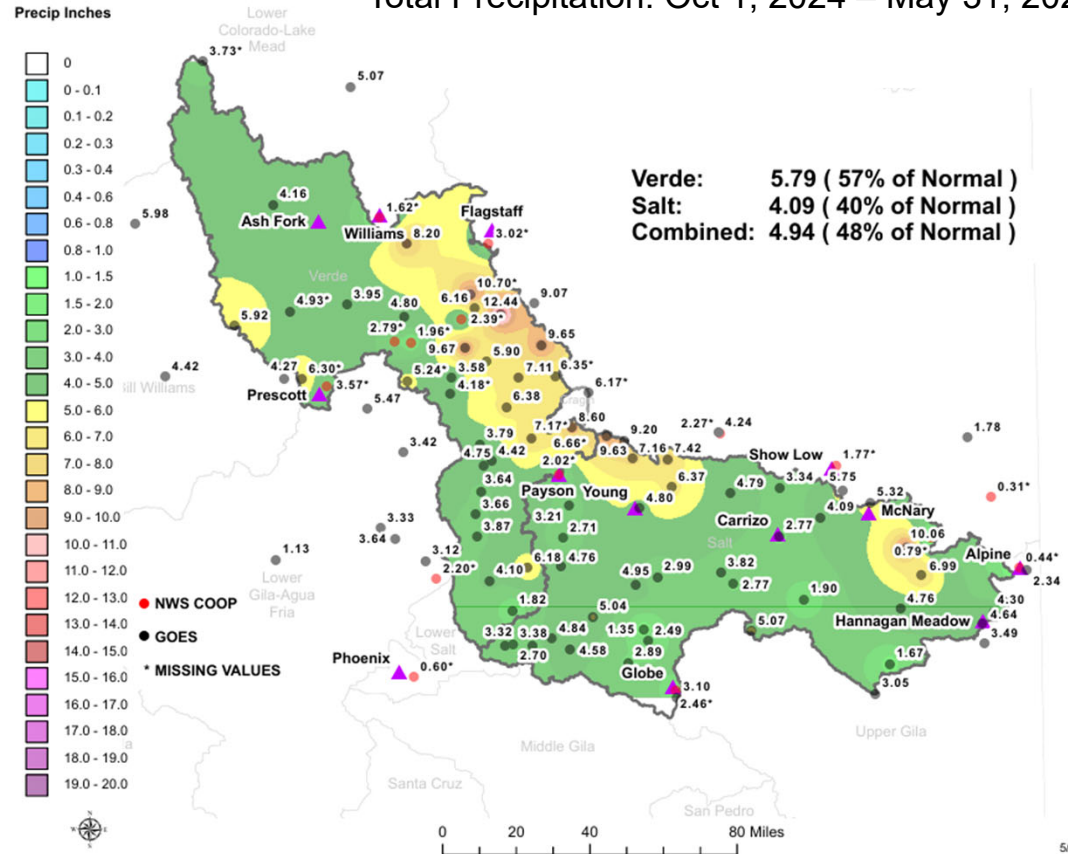 Total Precipitation: Oct 1, 2024 – May 31, 202
Precip Inches
0
0 - 0.1
0.1 - 0.2
0.2 - 0.3
0.3 - 0.4
0.4 - 0.6
0.6 - 0.8
0.8 - 1.0
1.0 - 1.5
1.5 - 2.0
2.0 - 3.0
3.0 - 4.0
4.0 - 5.0
5.0 - 6.0
6.0 - 7.0
7.0 - 8.0
8.0 - 9.0
9.0 - 10.0
10.0 - 11.0
11.0 - 12.0
12.0 - 13.0
13.0 - 14.0
14.0 - 15.0
15.0 - 16.0
16.0 - 17.0
17.0 - 18.0
18.0 - 19.0
19.0 - 20.0
Lower
Colorado-Lake
Mead
3.73*
5.07
Verde: 5.79 ( 57% of Normal )
Salt: 4.09 ( 40% of Normal )
Combined: 4.94 ( 48% of Normal )
4.16
5.98
Ash Fork
1.62*
Williams
8.20
Flagstaff
3.02*
Verde
4.93*
3.95
4.80
6.16
10.70*
12.44
9.07
5.92
2.79*
1.96*
2.39*
9.65
9.67
5.90
4.42
ill Williams
4.27
6.30*
3.57*
Prescott
5.24*
3.58
4.18*
7.11
6.35*
6.17*
Cragin
5.47
6.38
3.42
3.79
4.75
4.42
7.17*
8.60
6.66*
9.63
9.20
7.16
7.42
2.27*
4.24
1.78
2.02*
Payson
Young
6.37
4.80
Show Low
1.77*
5.75
0.31*
3.64
3.66
3.21
4.79
3.34
4.09
5.32
McNary
3.33
3.64
3.87
2.71
Carrizo
2.77
Salt
10.06
0.79*
6.99
Alpine
0.44*
2.34
1.13
3.12
2.20*
4.10
6.18
4.76
4.95
2.99
3.82
2.77
1.90
4.76
4.30
4.64
Hannagan Meadow
3.49
Lower
Gila-Agua
Fria
1.82
5.04
NWS COOP
GOES
* MISSING VALUES
Lower
Salt
3.32
3.38
2.70
4.84
4.58
1.35
2.49
2.89
5.07
1.67
3.05
Phoenix
0.60*
Globe
3.10
2.46*
Middle Gila
Upper Gila
Santa Cruz
San Pedro
a
N
W
E
S
0 20 40 80 Miles
5/